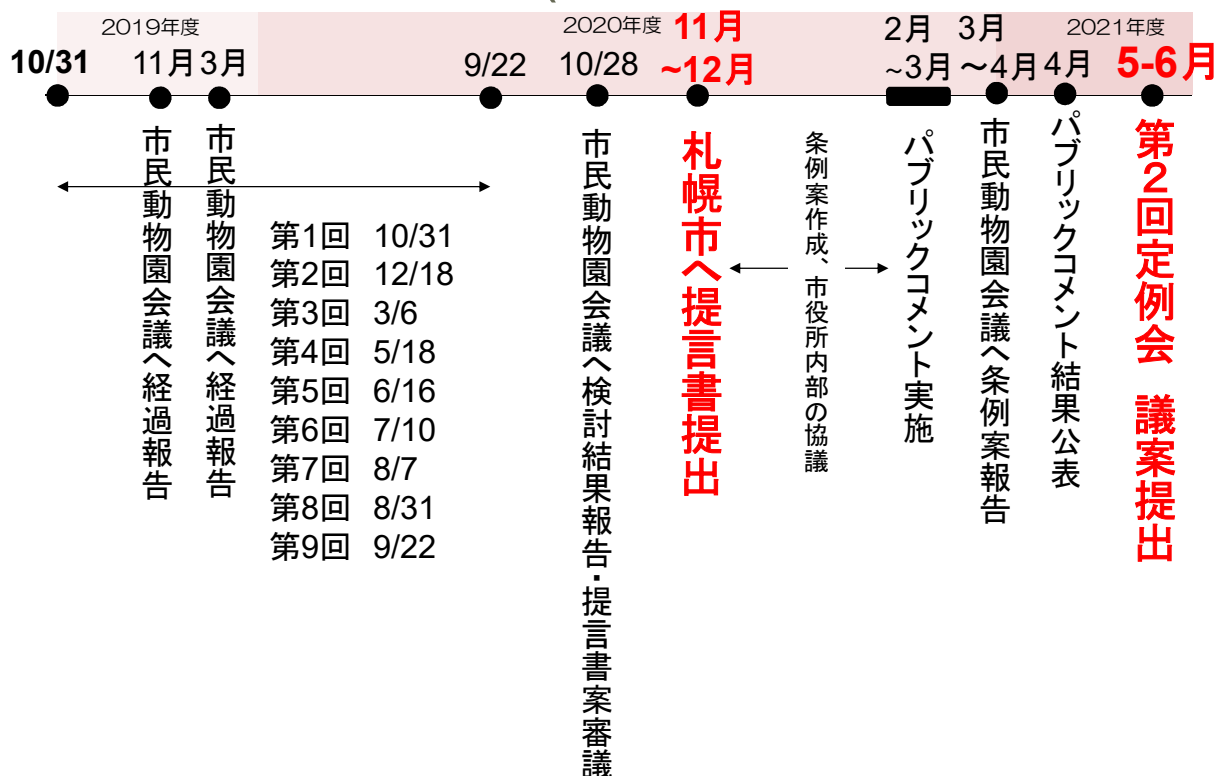 2019年度
2020年度
2021年度
10/31
11月
3月
9/22
10/28
11月
~12月
2月
~3月
3月
～4月
4月
5-6月
市民動物園会議へ経過報告
市民動物園会議へ経過報告
第1回 10/31
第2回 12/18
第3回 3/6
第4回 5/18
第5回 6/16
第6回 7/10
第7回 8/7
第8回 8/31
第9回 9/22
市民動物園会議へ検討結果報告・提言書案審議
札幌市へ提言書提出
条例案作成、市役所内部の協議
パブリックコメント実施
市民動物園会議へ条例案報告
パブリックコメント結果公表
第２回定例会　議案提出